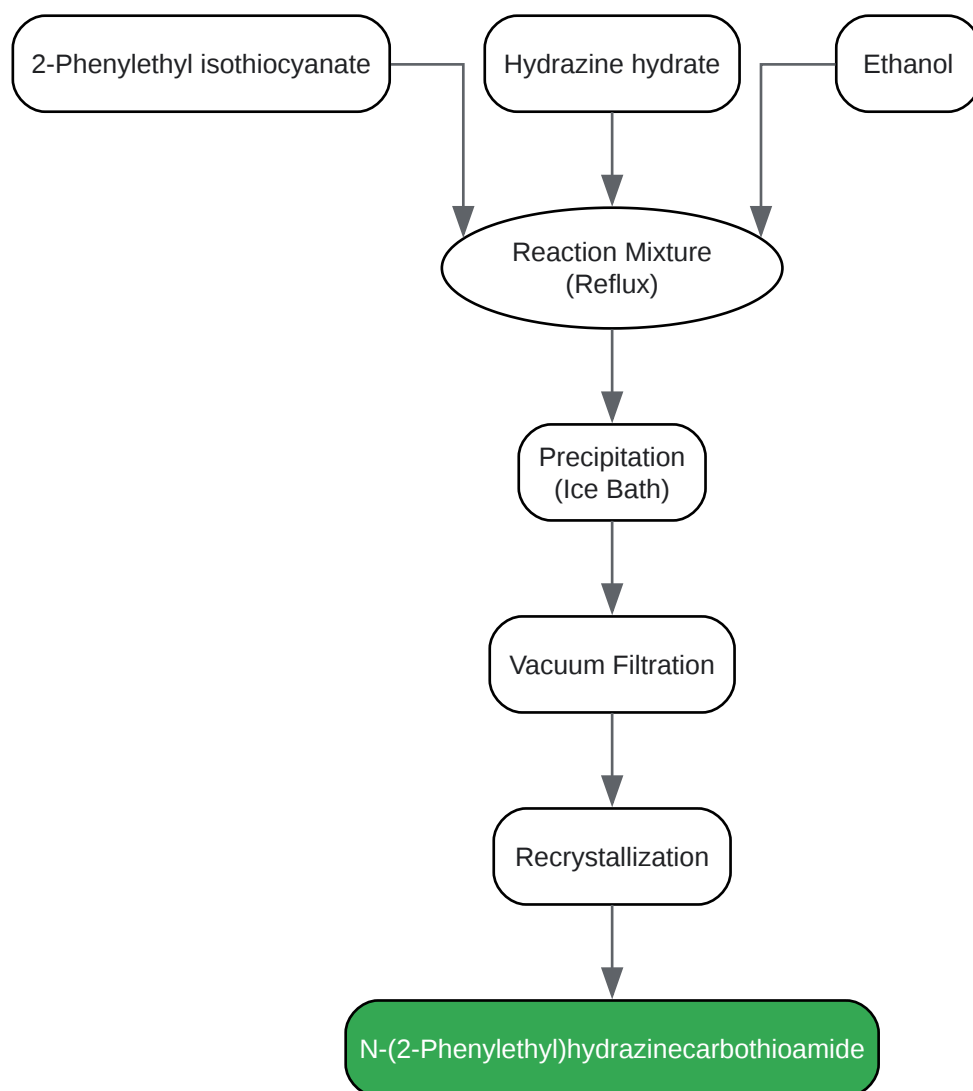 2-Phenylethyl isothiocyanate
Hydrazine hydrate
Ethanol
Reaction Mixture
(Reflux)
Precipitation
(Ice Bath)
Vacuum Filtration
Recrystallization
N-(2-Phenylethyl)hydrazinecarbothioamide